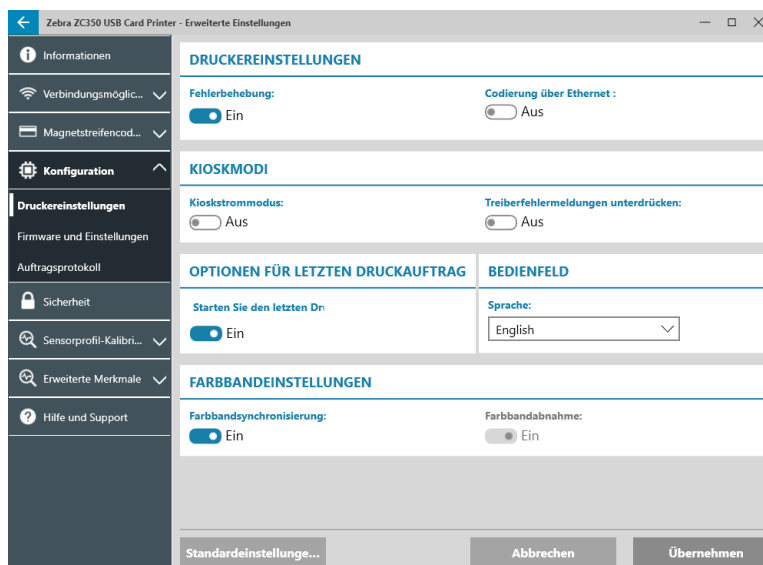 Zebra ZC350 USB Card Printer - Erweiterte Einstellungen
Informationen
Verbindungsmöglic...
Magnetstreifencod...
Konfiguration
Druckereinstellungen
Firmware und Einstellungen
Auftragsprotokoll
Sicherheit
Sensorprofil-Kalibri...
Erweiterte Merkmale
Hilfe und Support
DRUCKEREINSTELLUNGEN
Fehlerbehebung:
Ein
Codierung über Ethernet :
Aus
KIOSKMODI
Kioskstrommodus:
Aus
Treiberfehlermeldungen unterdrücken:
Aus
OPTIONEN FÜR LETZTEN DRUCKAUFTRAG
Starten Sie den letzten Dr
Ein
BEDIENFELD
Sprache:
English
FARBBANDEINSTELLUNGEN
Farbbandsynchronisierung:
Ein
Farbbandabnahme:
Ein
Standardeinstellunge...
Abbrechen
Übernehmen